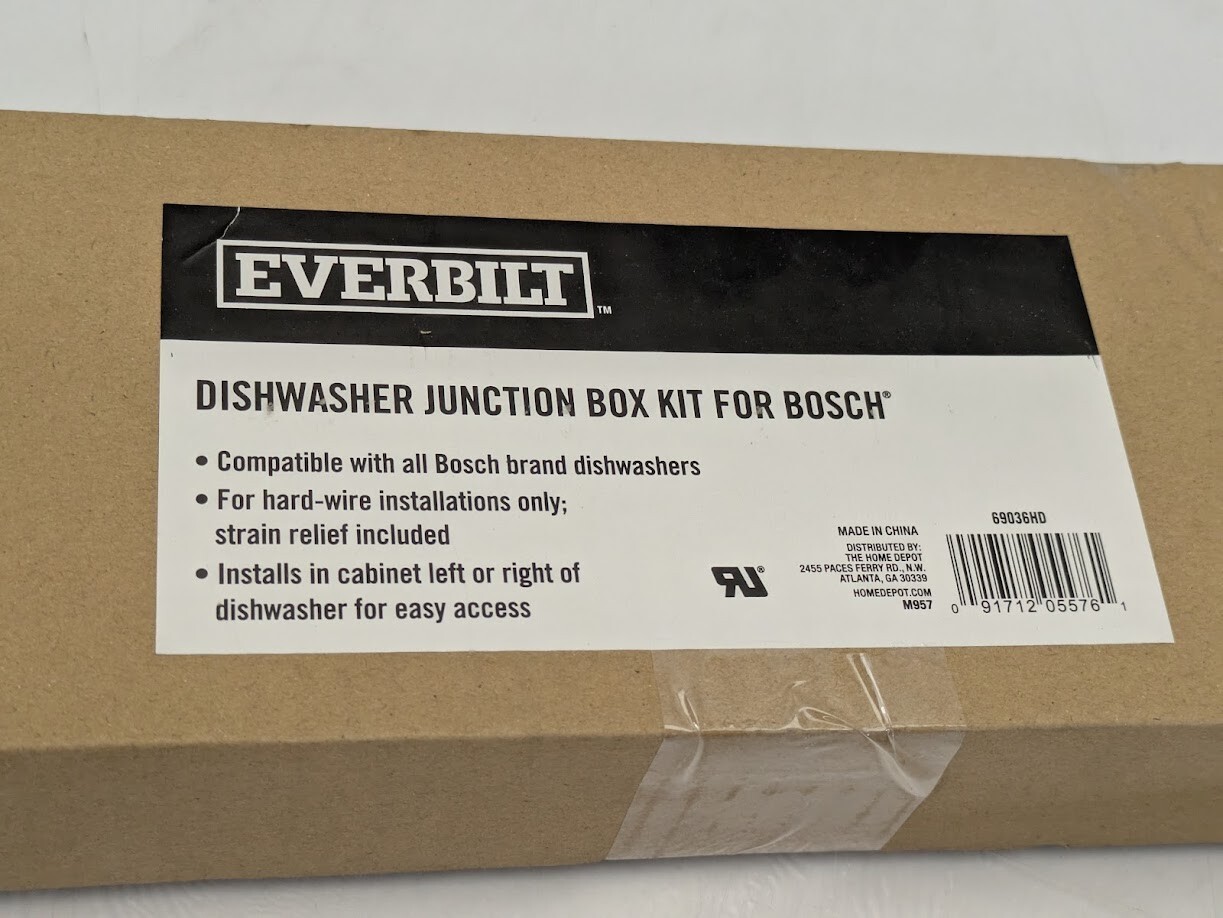 EVERBILT™
DISHWASHER JUNCTION BOX KIT FOR BOSCH®
• Compatible with all Bosch brand dishwashers
• For hard-wire installations only;
strain relief included
• Installs in cabinet left or right of
dishwasher for easy access
RU®
MADE IN CHINA
DISTRIBUTED BY:
THE HOME DEPOT
2455 PACES FERRY RD., N.W.
ATLANTA, GA 30339
HOMEDEPOT.COM
M957
69036HD
0 91712 05576 1